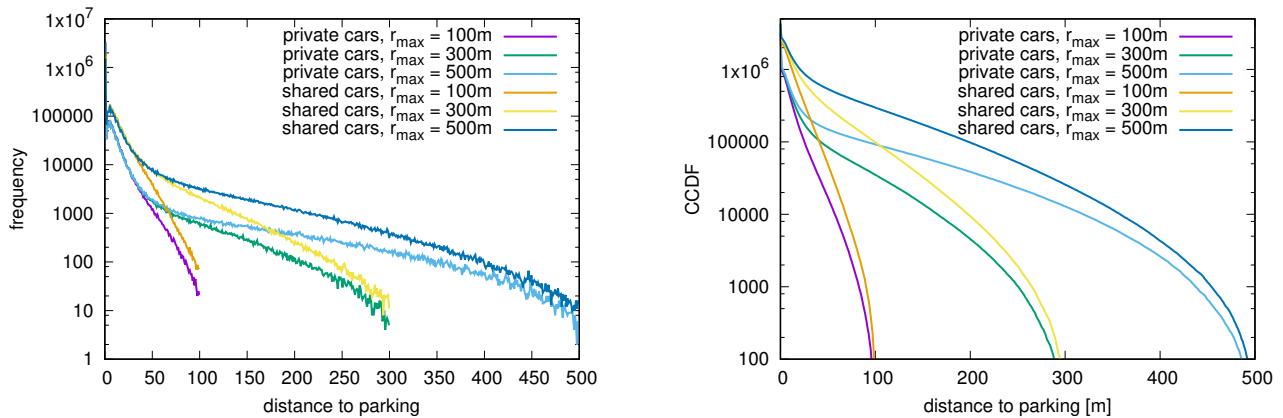 1x10^7
1x10^6
100000
10000
1000
100
10
1
frequency
private cars, r_max = 100m
private cars, r_max = 300m
private cars, r_max = 500m
shared cars, r_max = 100m
shared cars, r_max = 300m
shared cars, r_max = 500m
0 50 100 150 200 250 300 350 400 450 500
distance to parking
1x10^6
100000
10000
1000
100
CCDF
private cars, r_max = 100m
private cars, r_max = 300m
private cars, r_max = 500m
shared cars, r_max = 100m
shared cars, r_max = 300m
shared cars, r_max = 500m
0 100 200 300 400 500
distance to parking [m]